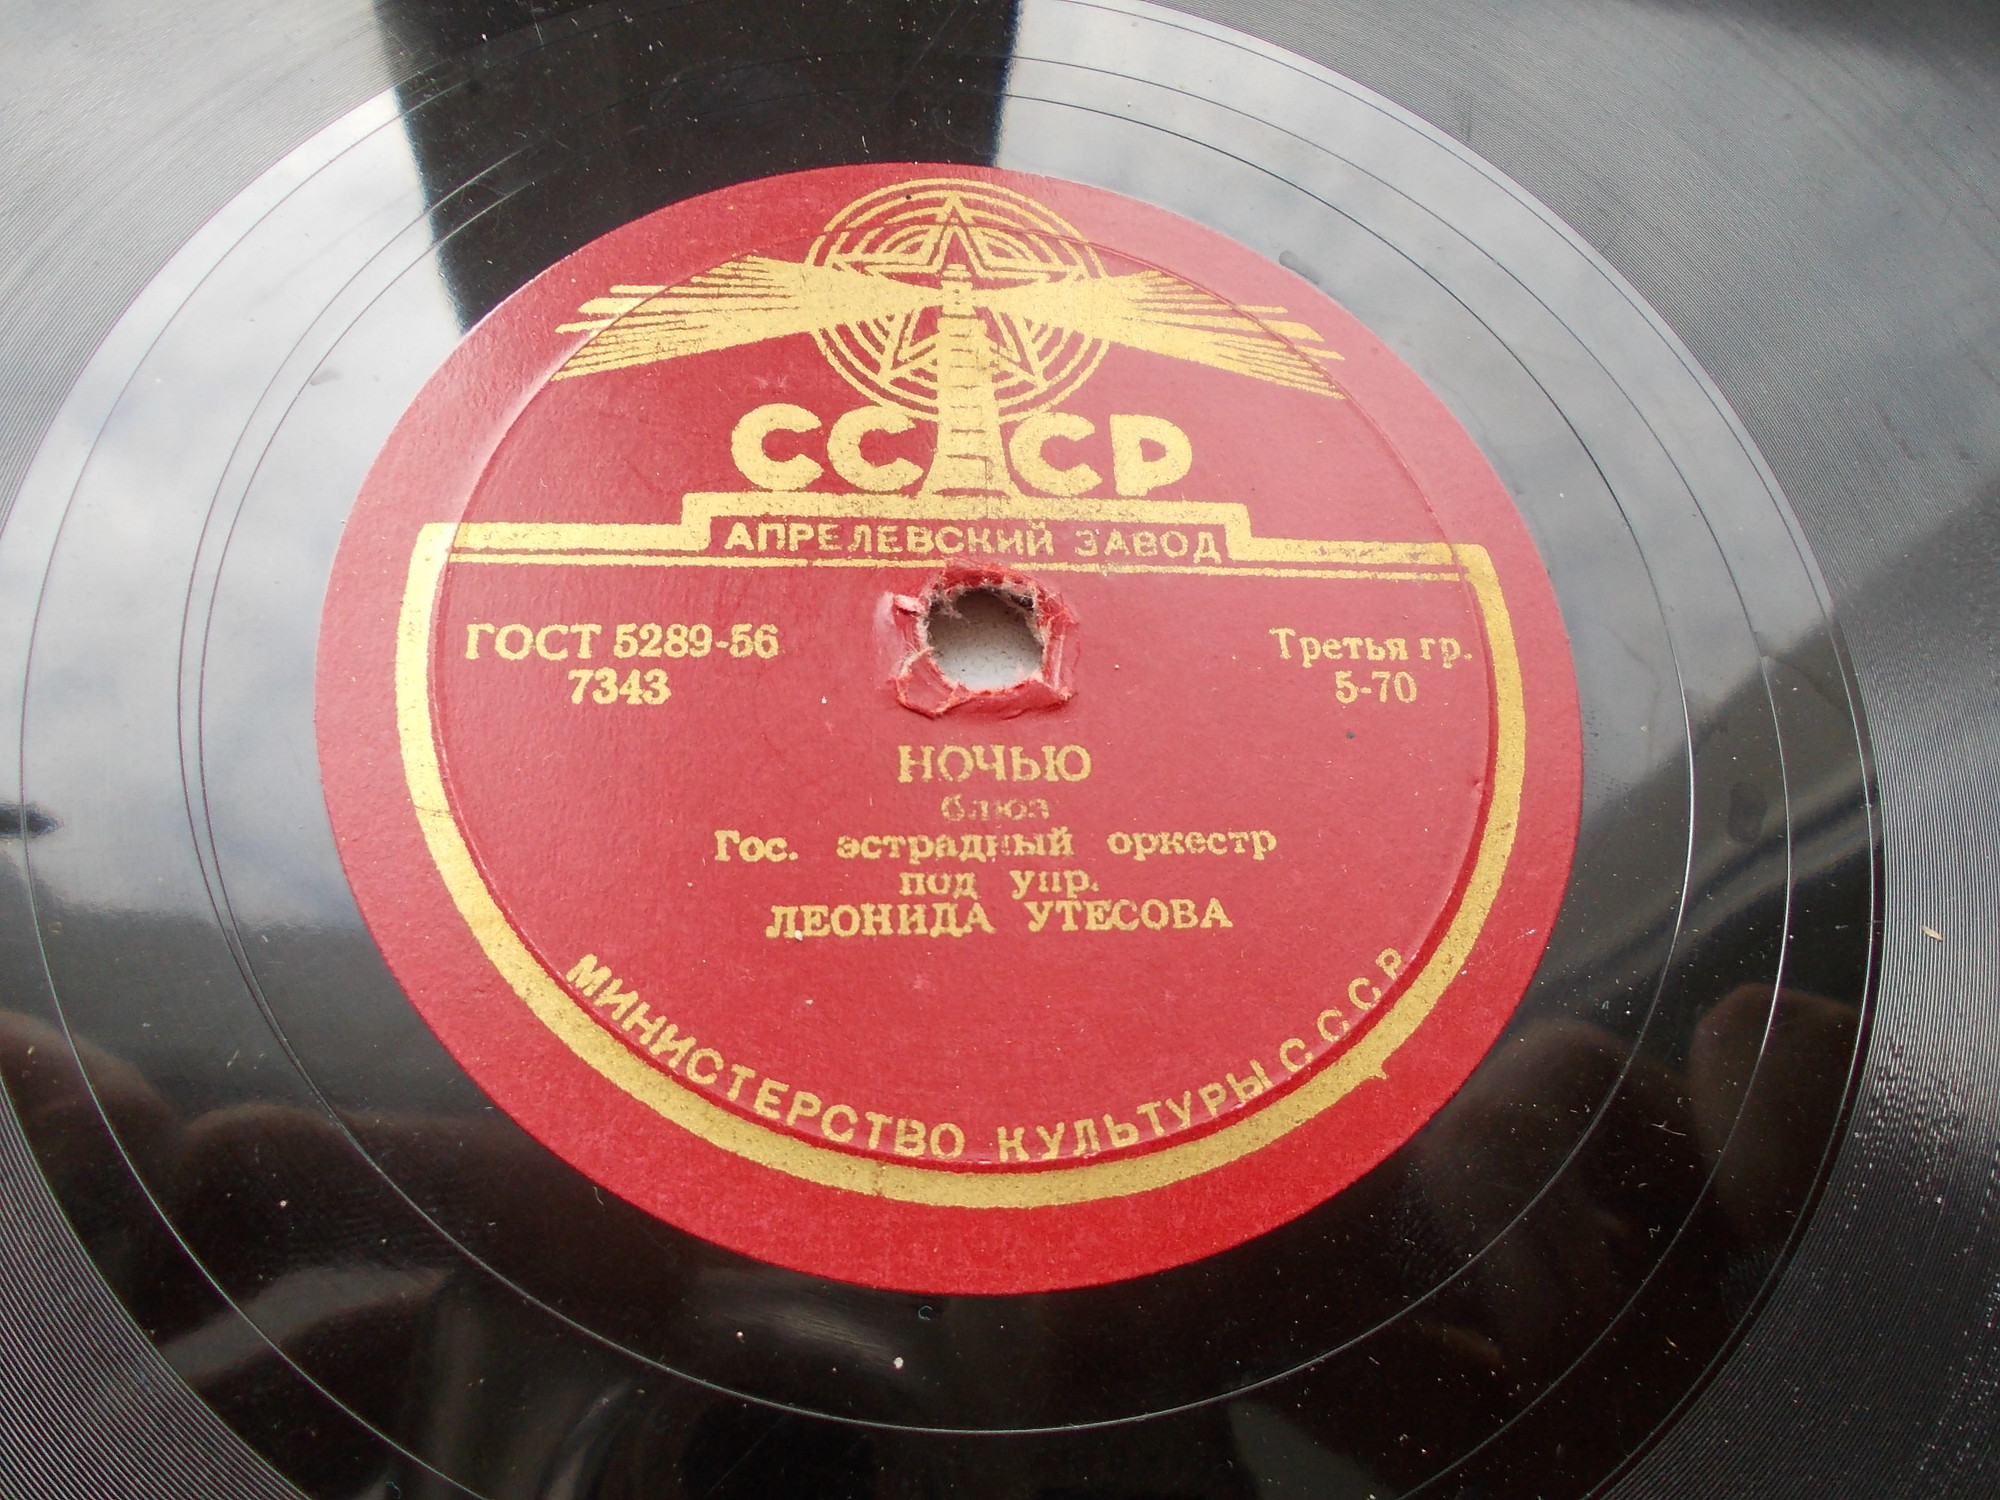 СССР
АПРЕЛЕВСКИЙ ЗАВОД
ГОСТ 5289-56
7343
Третья гр.
5-70
НОЧЬЮ
блюз
Гос. эстрадный оркестр
под упр.
ЛЕОНИДА УТЕСОВА
МИНИСТЕРСТВО КУЛЬТУРЫ СССР